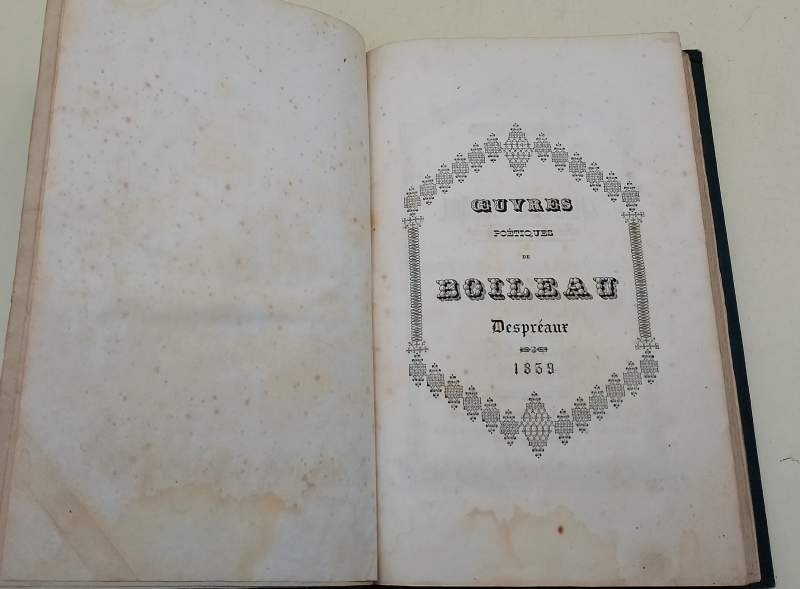 ŒUVRES
POÉTIQUES
DE
BOILEAU
Despréaux
1839